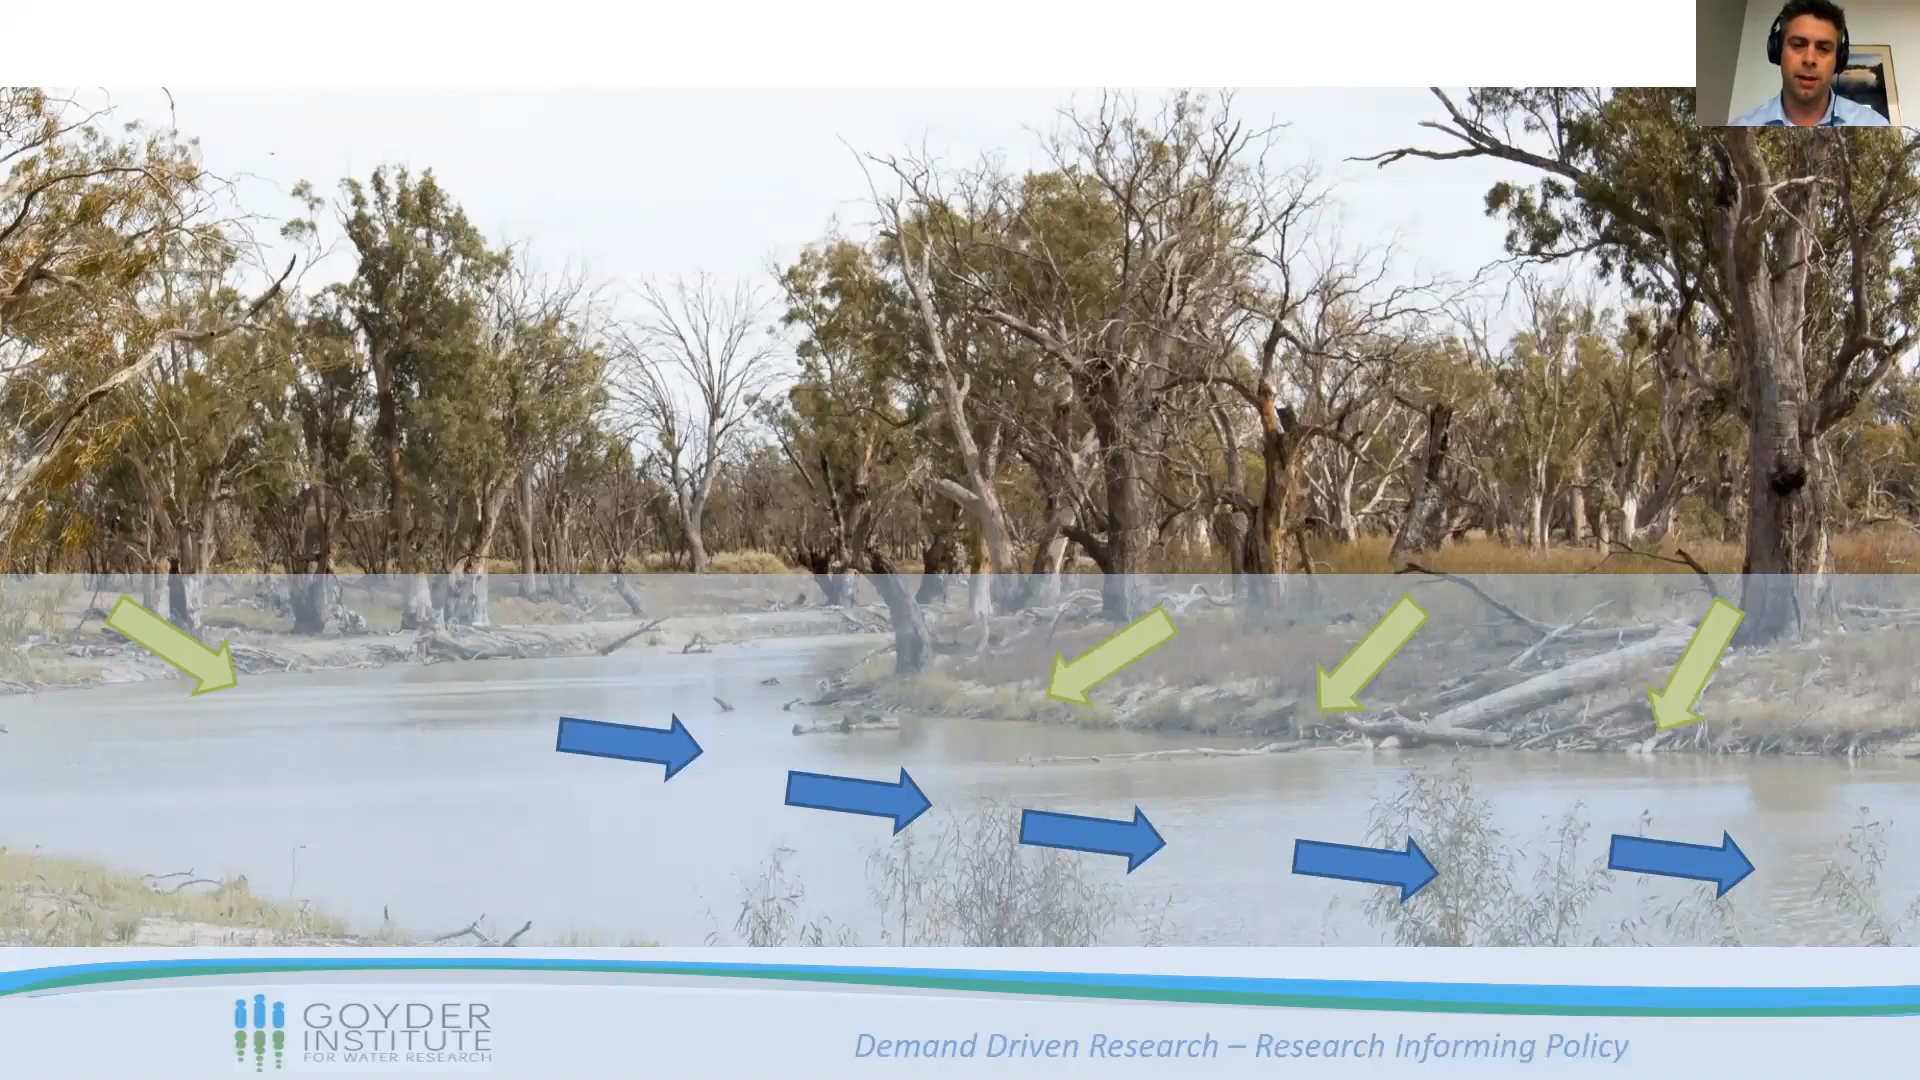 GOYDER
INSTITUTE
FOR WATER RESEARCH
Demand Driven Research – Research Informing Policy